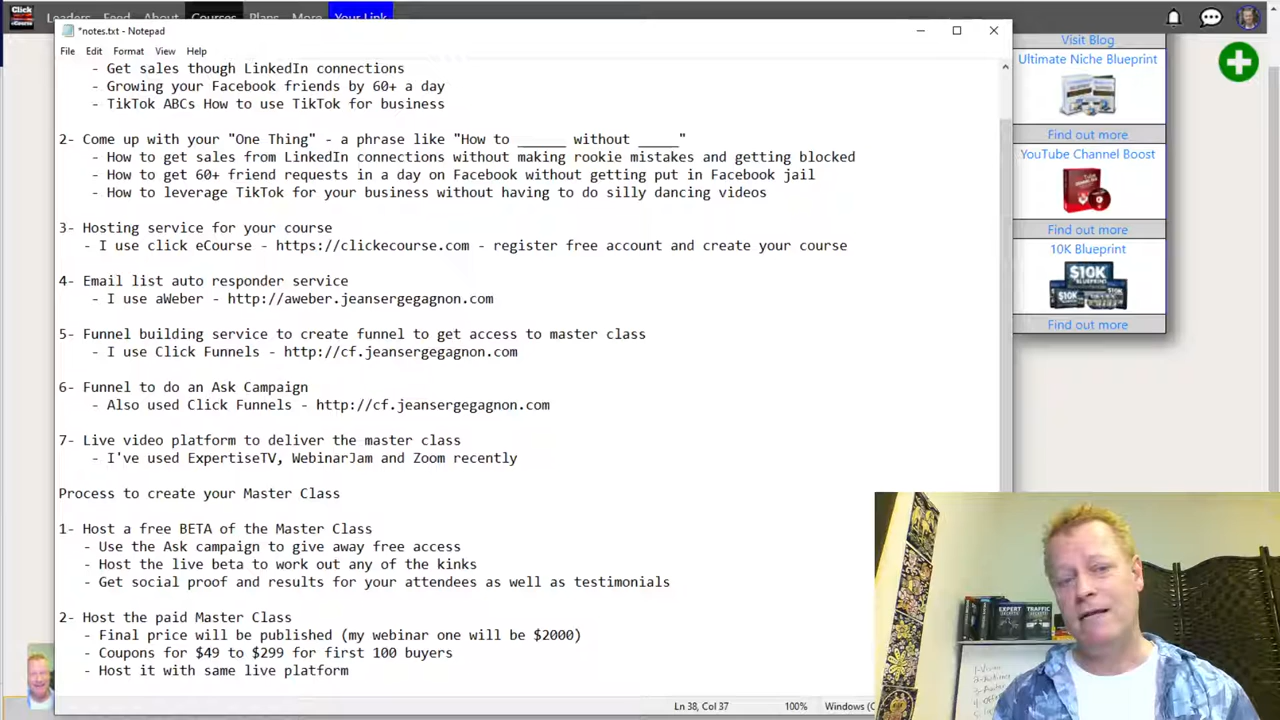 Click
Leaders Feed About Courses Plans More Your Link
*notes.txt - Notepad
File Edit Format View Help
- Get sales though LinkedIn connections
- Growing your Facebook friends by 60+ a day
- TikTok ABCs How to use TikTok for business
2- Come up with your "One Thing" - a phrase like "How to ______ without _____"
- How to get sales from LinkedIn connections without making rookie mistakes and getting blocked
- How to get 60+ friend requests in a day on Facebook without getting put in Facebook jail
- How to leverage TikTok for your business without having to do silly dancing videos
3- Hosting service for your course
- I use click eCourse - https://clickecourse.com - register free account and create your course
4- Email list auto responder service
- I use aWeber - http://aweber.jeansergegagnon.com
5- Funnel building service to create funnel to get access to master class
- I use Click Funnels - http://cf.jeansergegagnon.com
6- Funnel to do an Ask Campaign
- Also used Click Funnels - http://cf.jeansergegagnon.com
7- Live video platform to deliver the master class
- I've used ExpertiseTV, WebinarJam and Zoom recently
Process to create your Master Class
1- Host a free BETA of the Master Class
- Use the Ask campaign to give away free access
- Host the live beta to work out any of the kinks
- Get social proof and results for your attendees as well as testimonials
2- Host the paid Master Class
- Final price will be published (my webinar one will be $2000)
- Coupons for $49 to $299 for first 100 buyers
- Host it with same live platform
Ln 38, Col 37 100% Windows (C
Visit Blog
Ultimate Niche Blueprint
Find out more
YouTube Channel Boost
Find out more
10K Blueprint
$10K
$10K
Find out more
EXPERT
SECRETS
TRAFFIC
SECRETS